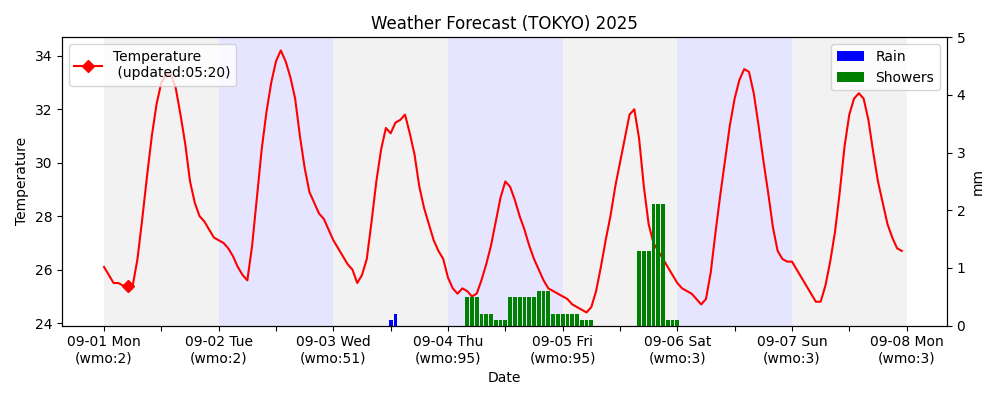 Weather Forecast (TOKYO) 2025
Temperature
(updated:05:20)
Rain
Showers
34
32
30
28
26
24
Temperature
5
4
3
2
1
0
mm
09-01 Mon
(wmo:2)
09-02 Tue
(wmo:2)
09-03 Wed
(wmo:51)
09-04 Thu
(wmo:95)
09-05 Fri
(wmo:95)
09-06 Sat
(wmo:3)
09-07 Sun
(wmo:3)
09-08 Mon
(wmo:3)
Date